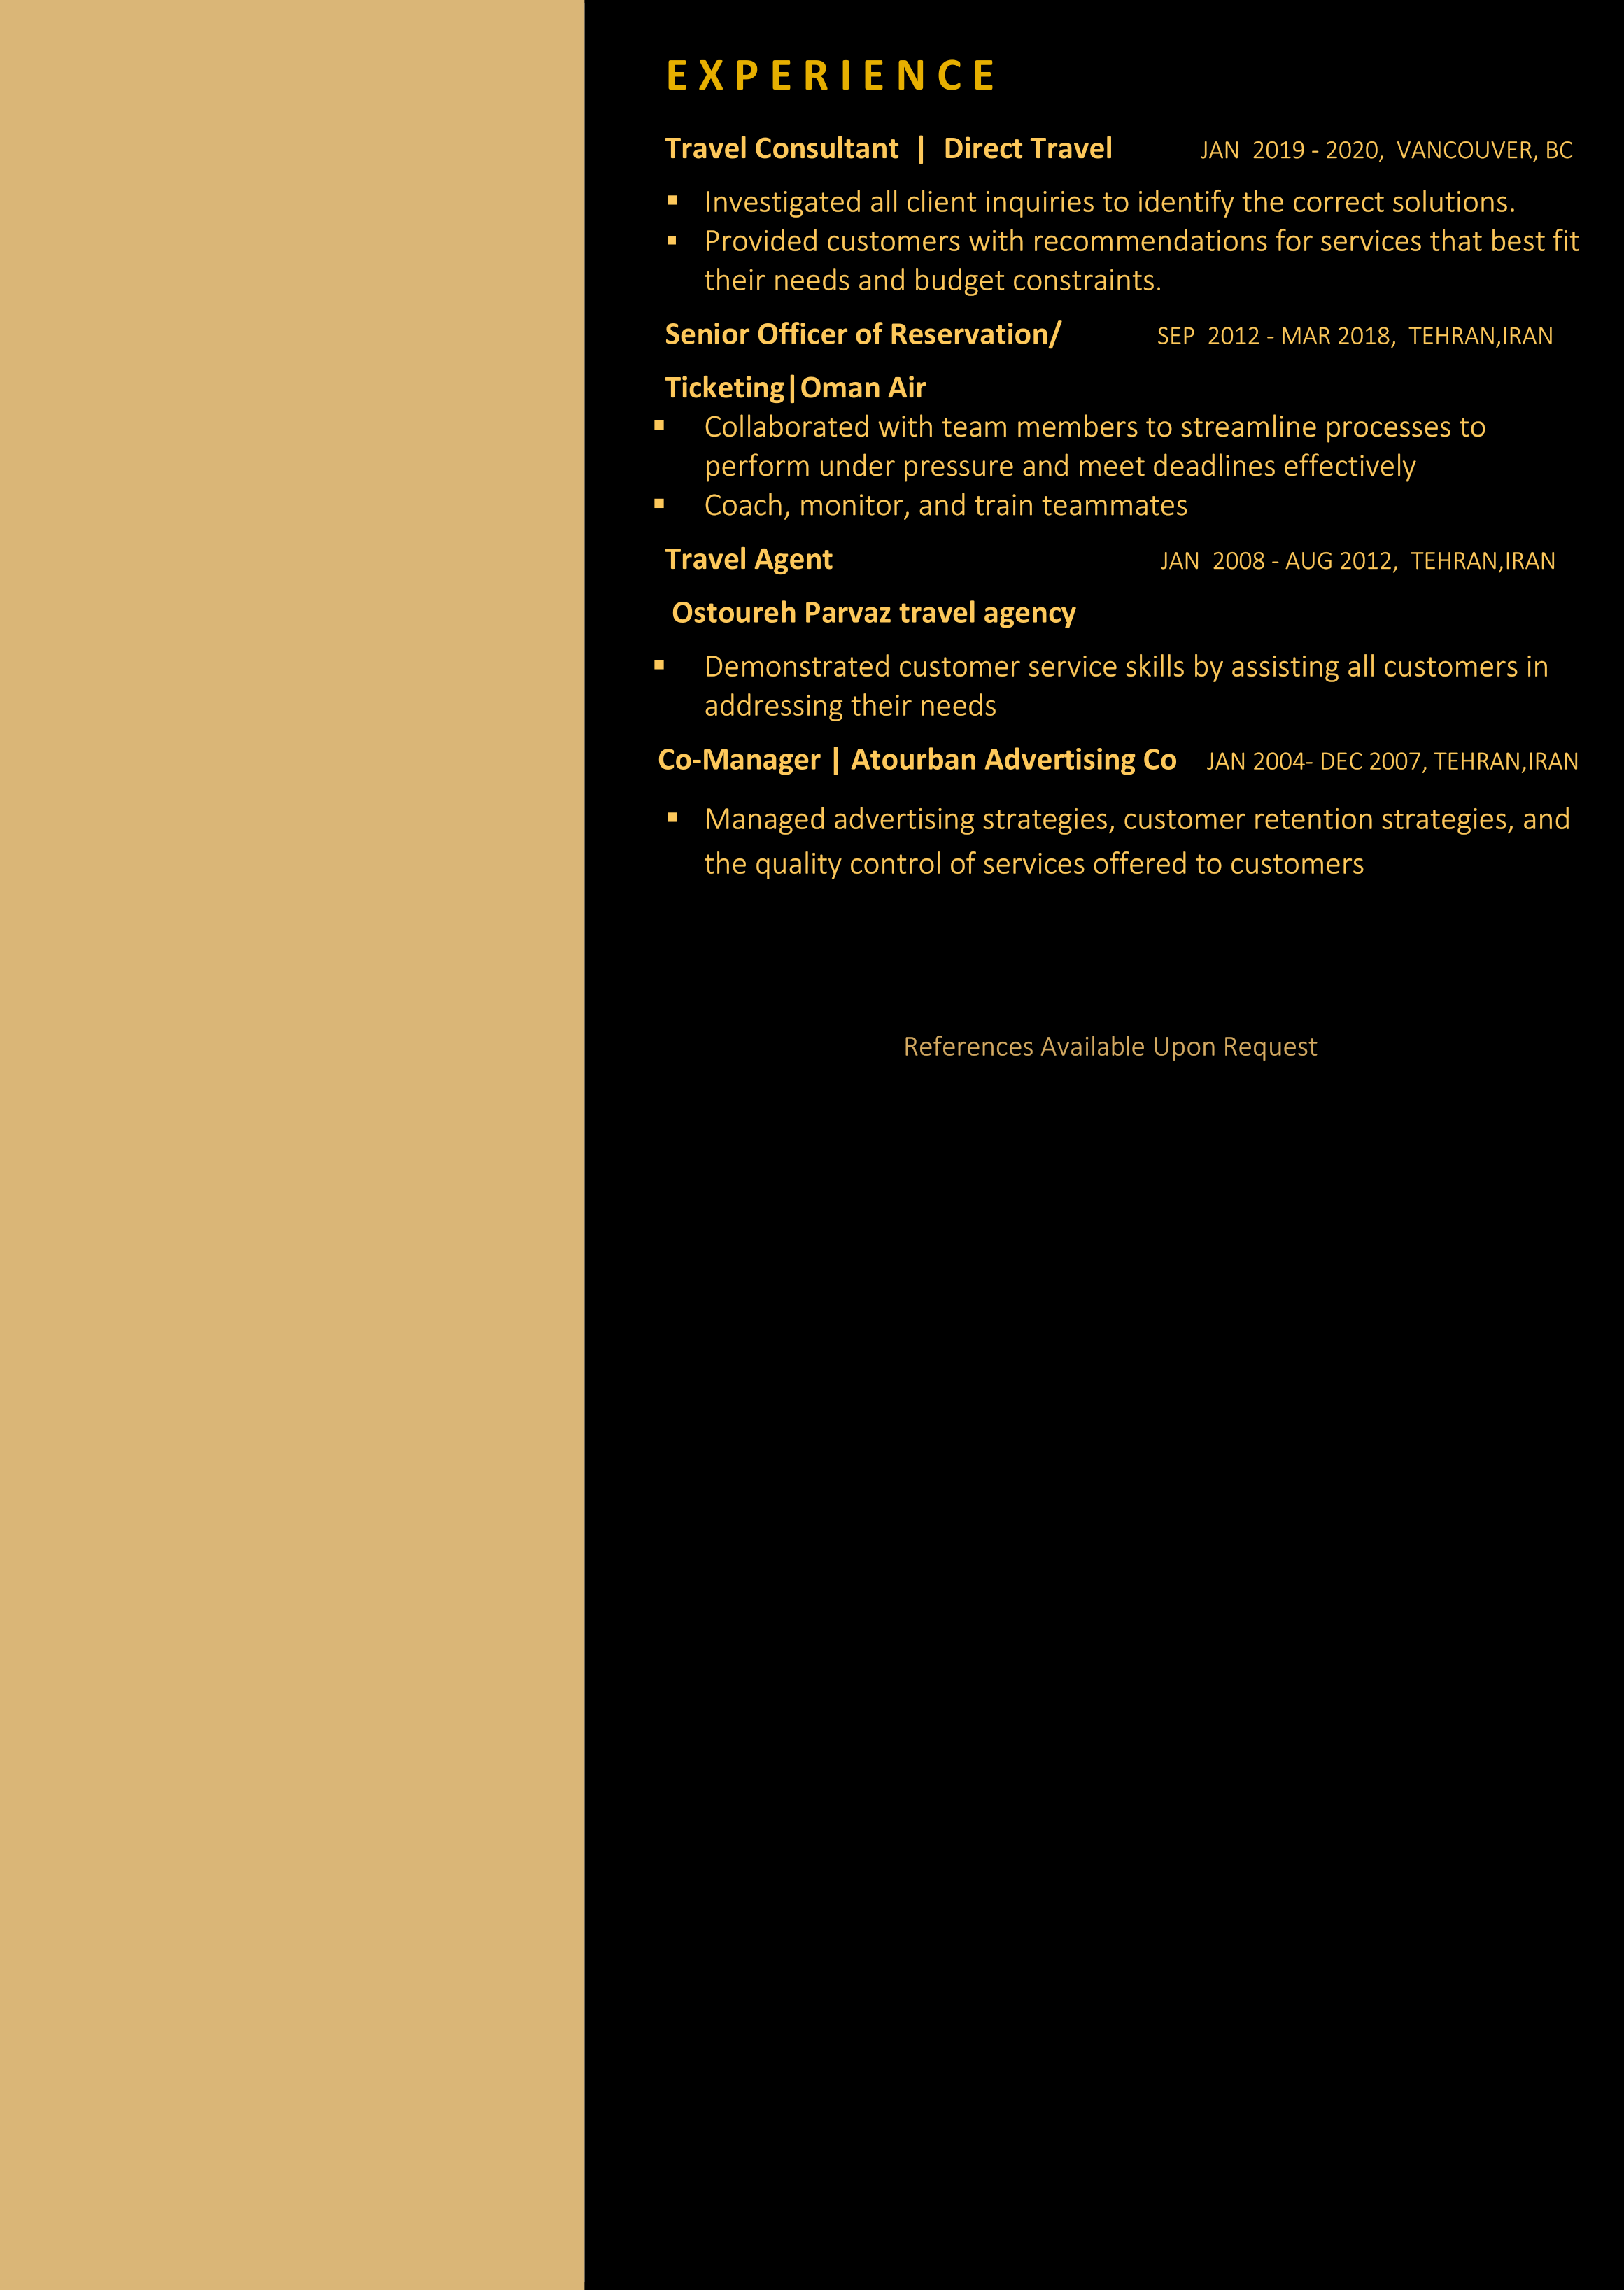 EXPERIENCE
Travel Consultant | Direct Travel JAN 2019 - 2020, VANCOUVER, BC
▪ Investigated all client inquiries to identify the correct solutions.
▪ Provided customers with recommendations for services that best fit
their needs and budget constraints.
Senior Officer of Reservation/ SEP 2012 - MAR 2018, TEHRAN,IRAN
Ticketing|Oman Air
▪ Collaborated with team members to streamline processes to
perform under pressure and meet deadlines effectively
▪ Coach, monitor, and train teammates
Travel Agent JAN 2008 - AUG 2012, TEHRAN,IRAN
Ostoureh Parvaz travel agency
▪ Demonstrated customer service skills by assisting all customers in
addressing their needs
Co-Manager | Atourban Advertising Co JAN 2004- DEC 2007, TEHRAN,IRAN
▪ Managed advertising strategies, customer retention strategies, and
the quality control of services offered to customers
References Available Upon Request